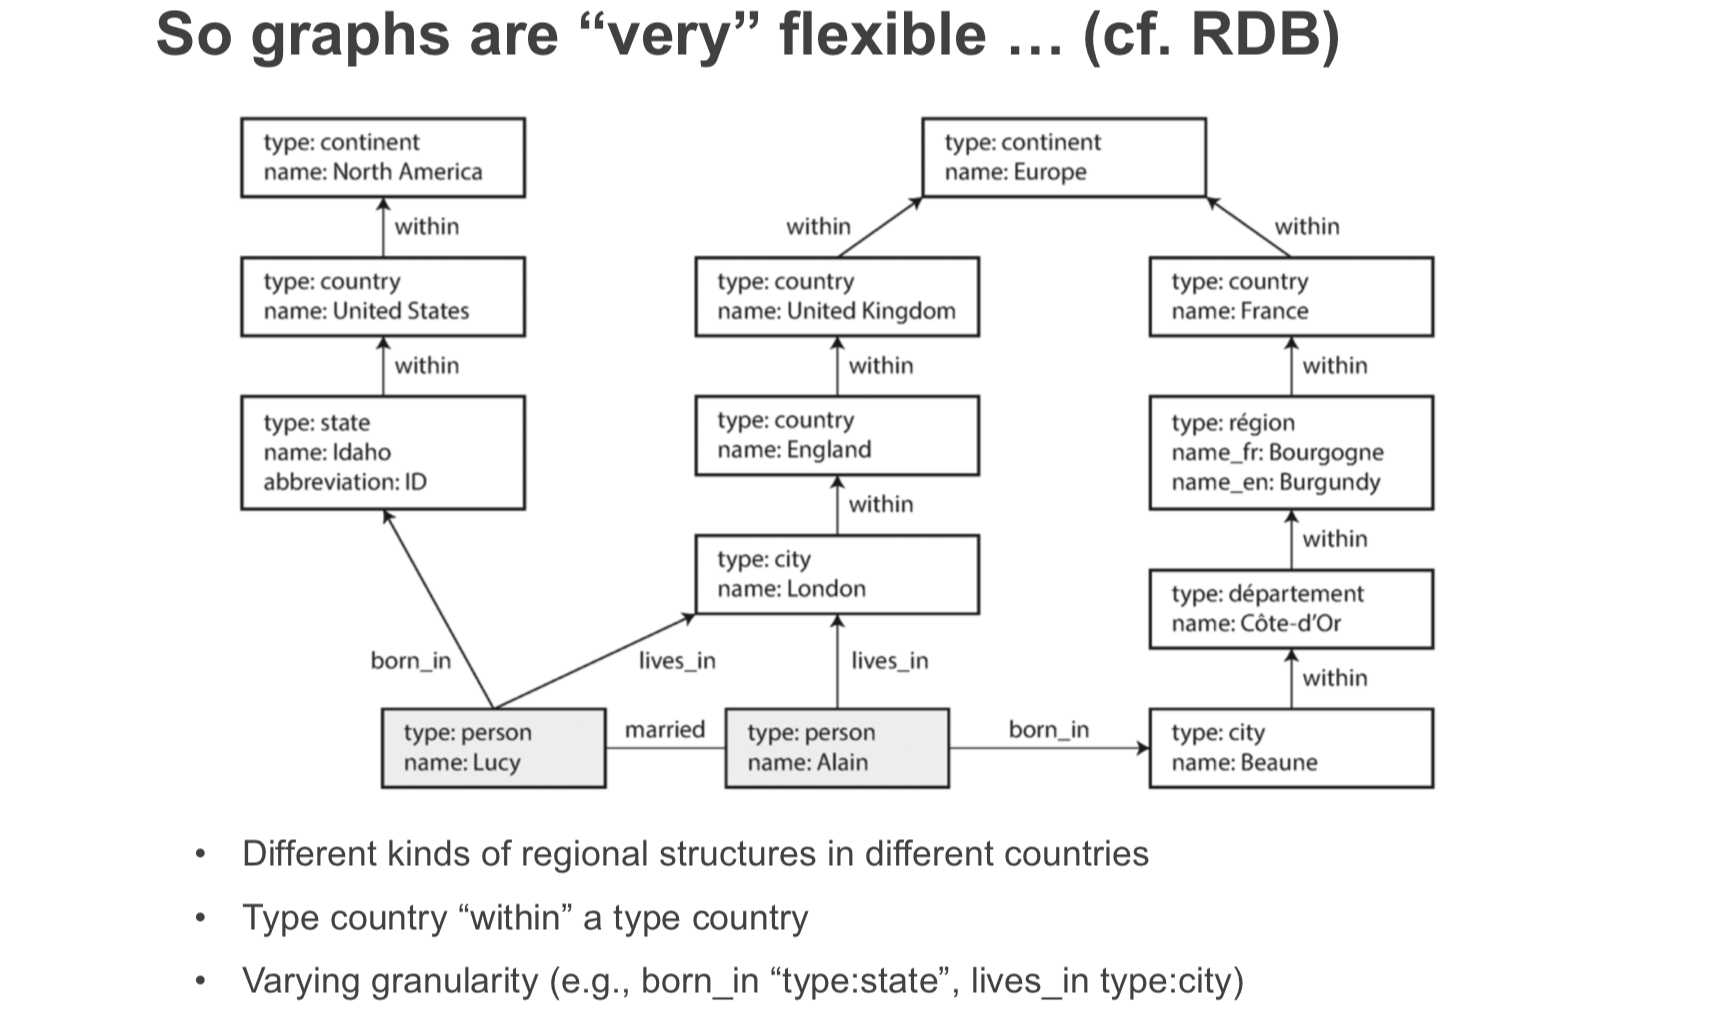 So graphs are “very” flexible … (cf. RDB)
type: continent
name: North America
type: continent
name: Europe
within
within
within
type: country
name: United States
type: country
name: United Kingdom
type: country
name: France
within
within
within
type: state
name: Idaho
abbreviation: ID
type: country
name: England
type: région
name_fr: Bourgogne
name_en: Burgundy
within
within
type: city
name: London
type: département
name: Côte-d’Or
born_in
lives_in
lives_in
within
type: person
name: Lucy
married
type: person
name: Alain
born_in
type: city
name: Beaune
• Different kinds of regional structures in different countries
• Type country “within” a type country
• Varying granularity (e.g., born_in “type:state”, lives_in type:city)